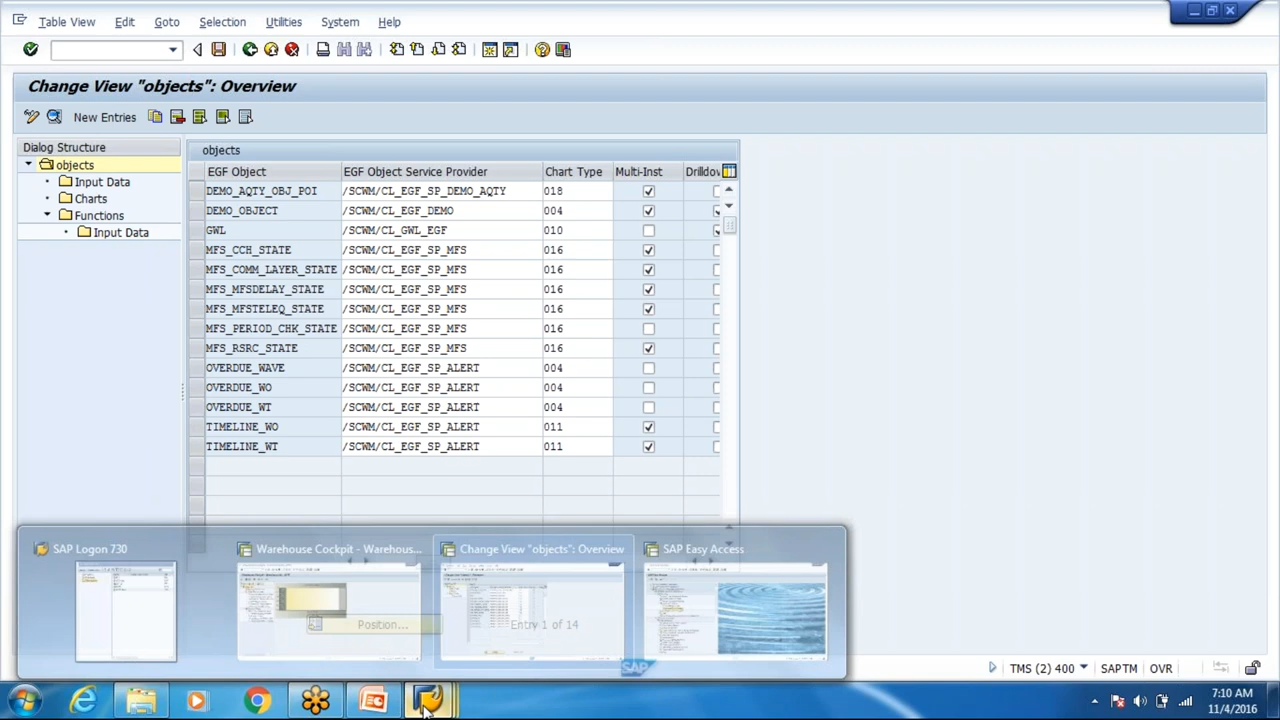 Table View Edit Goto Selection Utilities System Help
Change View "objects": Overview
New Entries
Dialog Structure
objects
Input Data
Charts
Functions
Input Data
objects
EGF Object EGF Object Service Provider Chart Type Multi-Inst Drilldov
DEMO_AQTY_OBJ_POI /SCWM/CL_EGF_SP_DEMO_AQTY 018
DEMO_OBJECT /SCWM/CL_EGF_DEMO 004
GWL /SCWM/CL_GWL_EGF 010
MFS_CCH_STATE /SCWM/CL_EGF_SP_MFS 016
MFS_COMM_LAYER_STATE /SCWM/CL_EGF_SP_MFS 016
MFS_MFSDELAY_STATE /SCWM/CL_EGF_SP_MFS 016
MFS_MFSTELEQ_STATE /SCWM/CL_EGF_SP_MFS 016
MFS_PERIOD_CHK_STATE /SCWM/CL_EGF_SP_MFS 016
MFS_RSRC_STATE /SCWM/CL_EGF_SP_MFS 016
OVERDUE_WAVE /SCWM/CL_EGF_SP_ALERT 004
OVERDUE_WO /SCWM/CL_EGF_SP_ALERT 004
OVERDUE_WT /SCWM/CL_EGF_SP_ALERT 004
TIMELINE_WO /SCWM/CL_EGF_SP_ALERT 011
TIMELINE_WT /SCWM/CL_EGF_SP_ALERT 011
SAP Logon 730 Warehouse Cockpit - Warehous... Change View "objects": Overview SAP Easy Access
Position... Entry 1 of 14
SAP
TMS (2) 400 SAPTM OVR
7:10 AM
11/4/2016